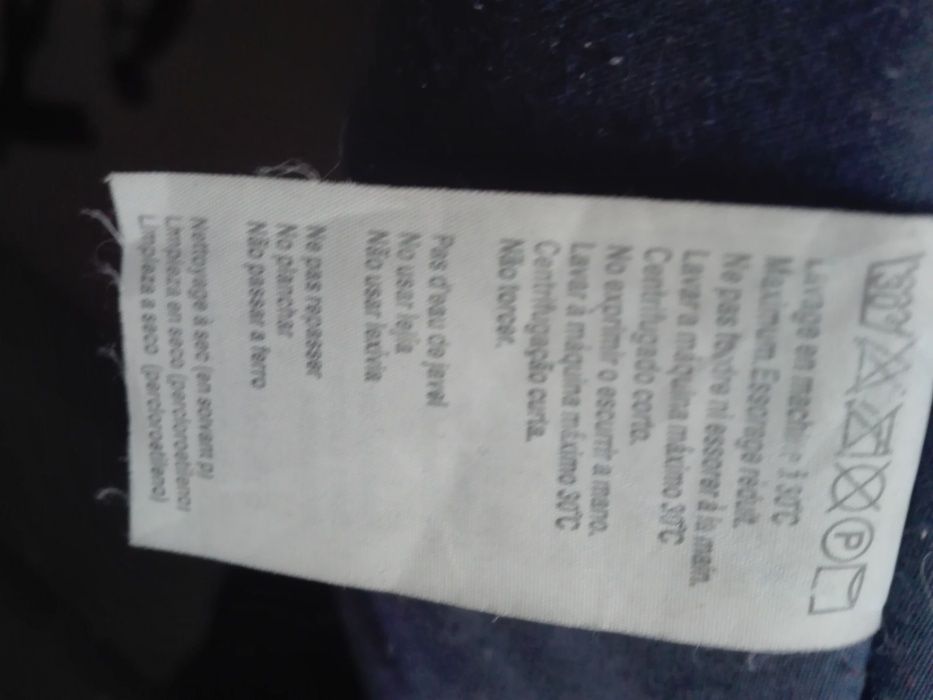 30°C P
Lavage en machine à 30°C
Maximum. Essorage réduit.
Ne pas tordre ni essorer à la main.
Lavar a máquina máximo 30°C
Centrifugado corto.
No exprimir o escurrir a mano.
Lavar à máquina máximo 30°C
Centrifugação curta.
Não torcer.
Pas d'eau de javel
No usar lejía
Não usar lexívia
Ne pas repasser
No planchar
Não passar a ferro
Nettoyage à sec (en solvent p)
Limpieza en seco (percloroetileno)
Limpeza a seco (percloroetileno)